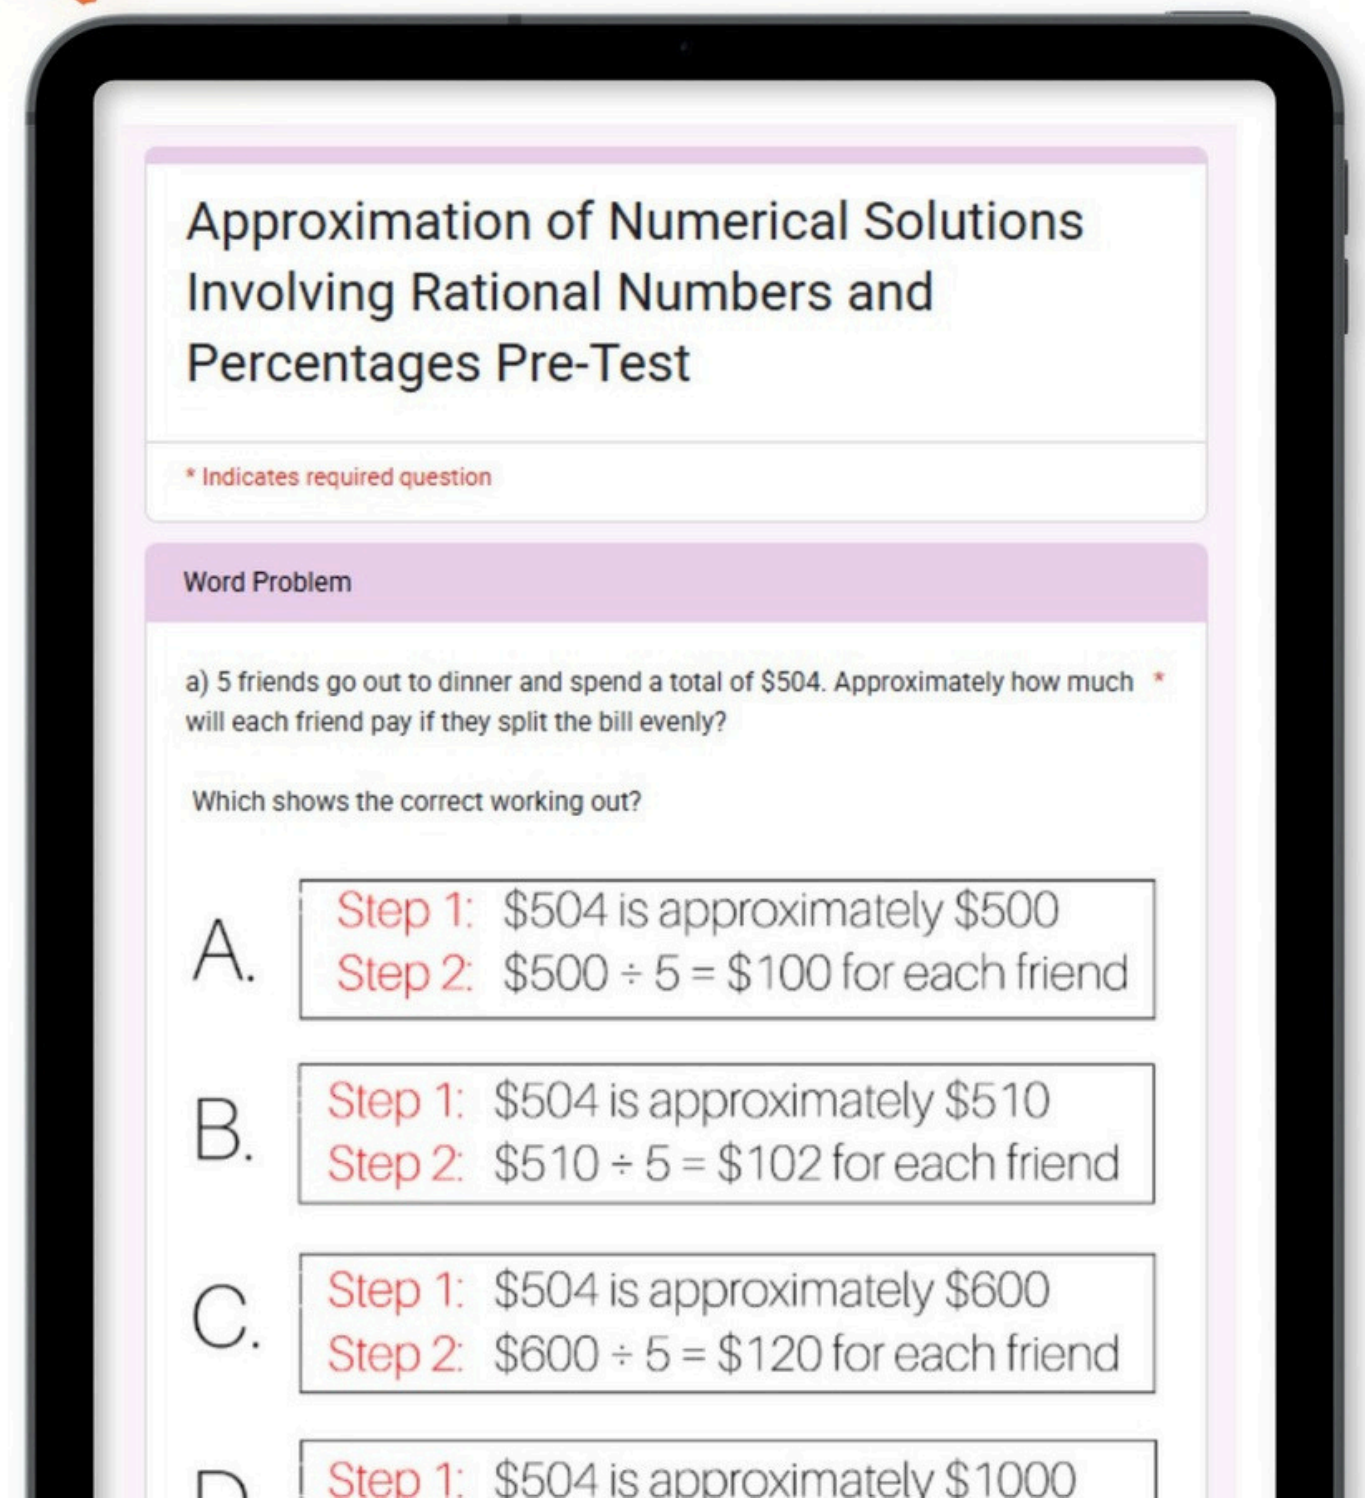 Approximation of Numerical Solutions
Involving Rational Numbers and
Percentages Pre-Test
* Indicates required question
Word Problem
a) 5 friends go out to dinner and spend a total of $504. Approximately how much *
will each friend pay if they split the bill evenly?
Which shows the correct working out?
A.
Step 1: $504 is approximately $500
Step 2: $500 ÷ 5 = $100 for each friend
B.
Step 1: $504 is approximately $510
Step 2: $510 ÷ 5 = $102 for each friend
C.
Step 1: $504 is approximately $600
Step 2: $600 ÷ 5 = $120 for each friend
D
Step 1: $504 is approximately $1000